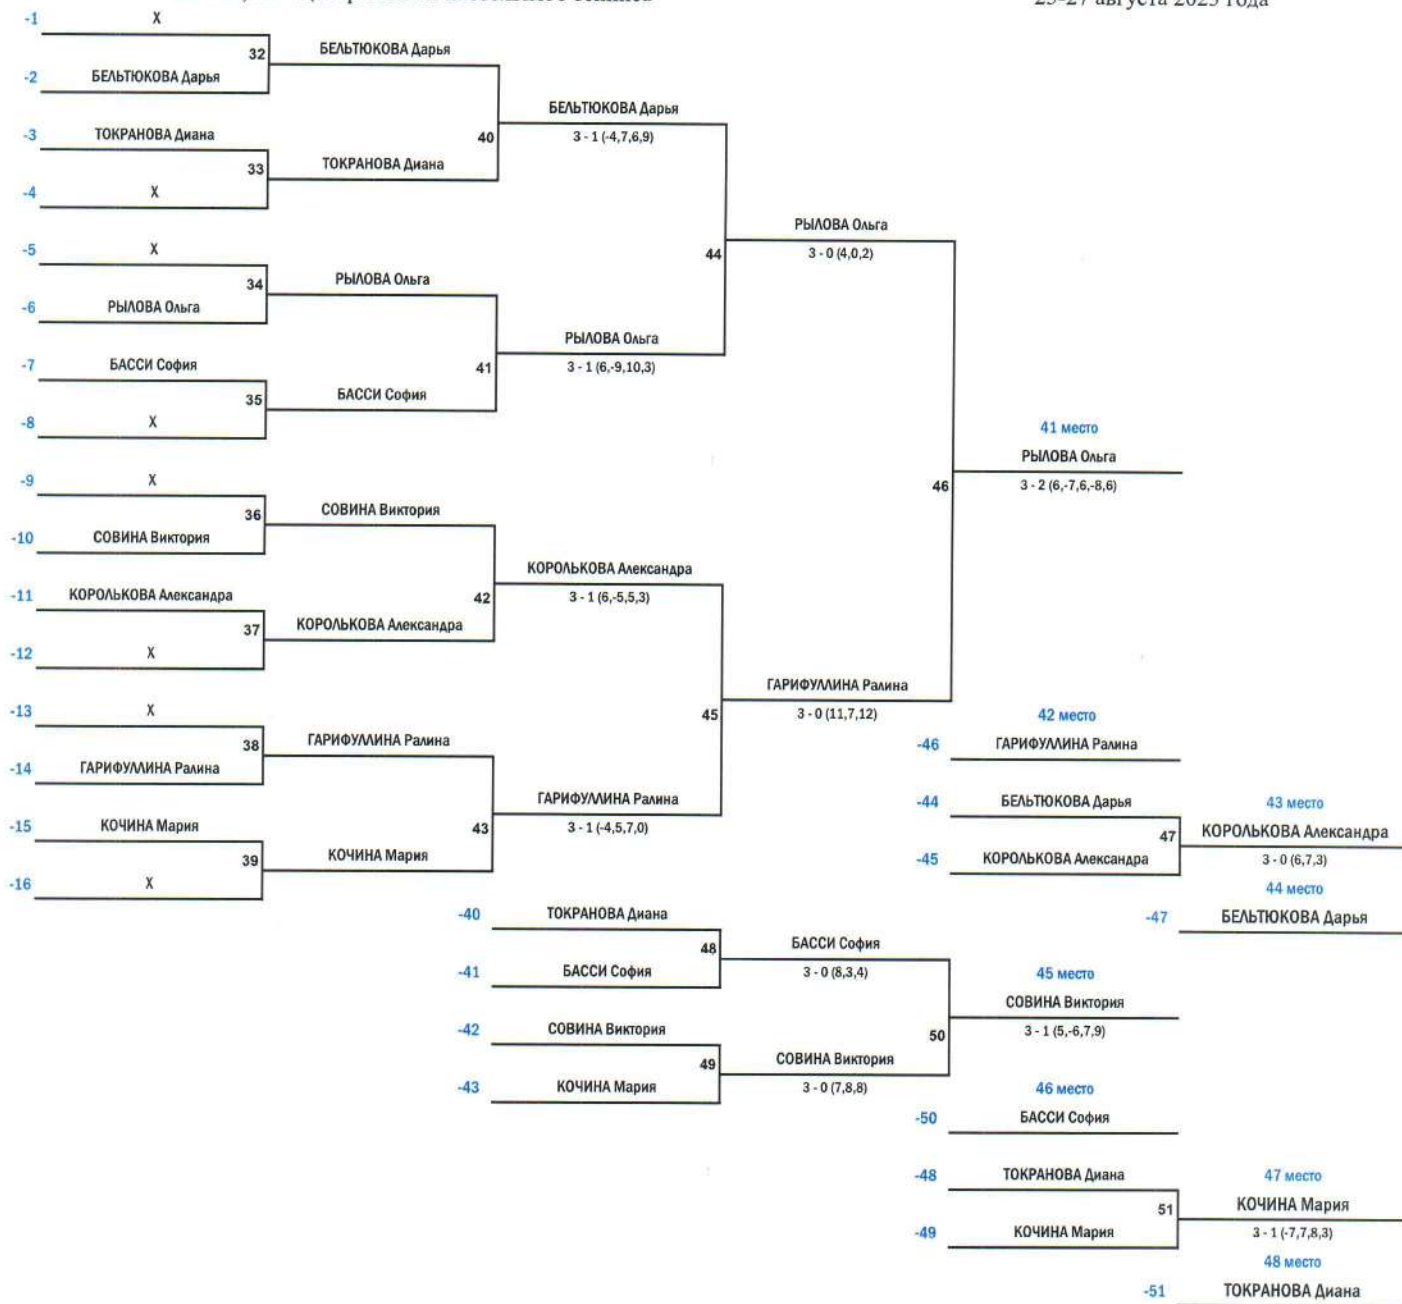 25-27 августа 2023 года
-1 X
32 БЕЛЬТЮКОВА Дарья
-2 БЕЛЬТЮКОВА Дарья
БЕЛЬТЮКОВА Дарья
-3 ТОКРАНОВА Диана
40 3 - 1 (-4,7,6,9)
33 ТОКРАНОВА Диана
-4 X
РЫЛОВА Ольга
-5 X
44 3 - 0 (4,0,2)
34 РЫЛОВА Ольга
-6 РЫЛОВА Ольга
РЫЛОВА Ольга
-7 БАССИ София
41 3 - 1 (6,-9,10,3)
35 БАССИ София
-8 X
41 место
РЫЛОВА Ольга
-9 X
46 3 - 2 (6,-7,6,-8,6)
36 СОВИНА Виктория
-10 СОВИНА Виктория
КОРОЛЬКОВА Александра
-11 КОРОЛЬКОВА Александра
42 3 - 1 (6,-5,5,3)
37 КОРОЛЬКОВА Александра
-12 X
ГАРИФУЛЛИНА Ралина
-13 X
45 3 - 0 (11,7,12)
42 место
38 ГАРИФУЛЛИНА Ралина
-46 ГАРИФУЛЛИНА Ралина
-14 ГАРИФУЛЛИНА Ралина
ГАРИФУЛЛИНА Ралина
-44 БЕЛЬТЮКОВА Дарья
43 место
-15 КОЧИНА Мария
43 3 - 1 (-4,5,7,0)
47 КОРОЛЬКОВА Александра
39 КОЧИНА Мария
-45 КОРОЛЬКОВА Александра
3 - 0 (6,7,3)
-16 X
44 место
-40 ТОКРАНОВА Диана
-47 БЕЛЬТЮКОВА Дарья
48 БАССИ София
-41 БАССИ София
3 - 0 (8,3,4)
45 место
СОВИНА Виктория
-42 СОВИНА Виктория
50 3 - 1 (5,-6,7,9)
49 СОВИНА Виктория
-43 КОЧИНА Мария
3 - 0 (7,8,8)
46 место
-50 БАССИ София
-48 ТОКРАНОВА Диана
47 место
51 КОЧИНА Мария
-49 КОЧИНА Мария
3 - 1 (-7,7,8,3)
48 место
-51 ТОКРАНОВА Диана